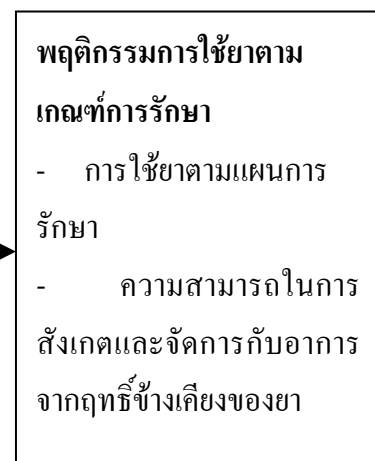 พฤติกรรมการใช้ยาตาม
เกณฑ์การรักษา
- การใช้ยาตามแผนการ
รักษา
- ความสามารถในการ
สังเกตและจัดการกับอาการ
จากฤทธิ์ข้างเคียงของยา